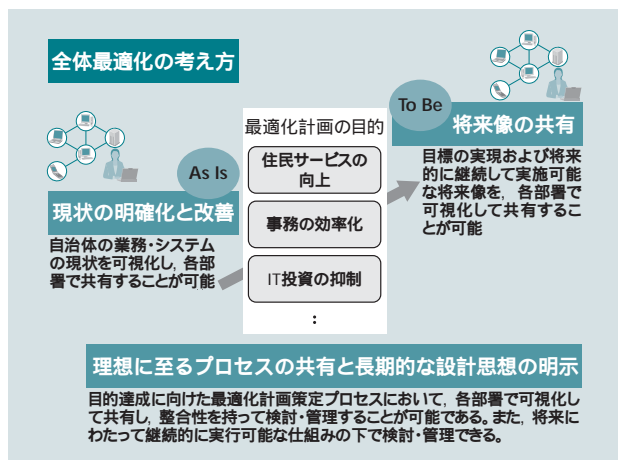 全体最適化の考え方
To Be
将来像の共有
目標の実現および将来
的に継続して実施可能
な将来像を, 各部署で
可視化して共有するこ
とが可能
最適化計画の目的
住民サービスの
向上
事務の効率化
IT投資の抑制
:
As Is
現状の明確化と改善
自治体の業務・システム
の現状を可視化し, 各部
署で共有することが可能
理想に至るプロセスの共有と長期的な設計思想の明示
目的達成に向けた最適化計画策定プロセスにおいて, 各部署で可視化し
て共有し, 整合性を持って検討・管理することが可能である。また, 将来に
わたって継続的に実行可能な仕組みの下で検討・管理できる。